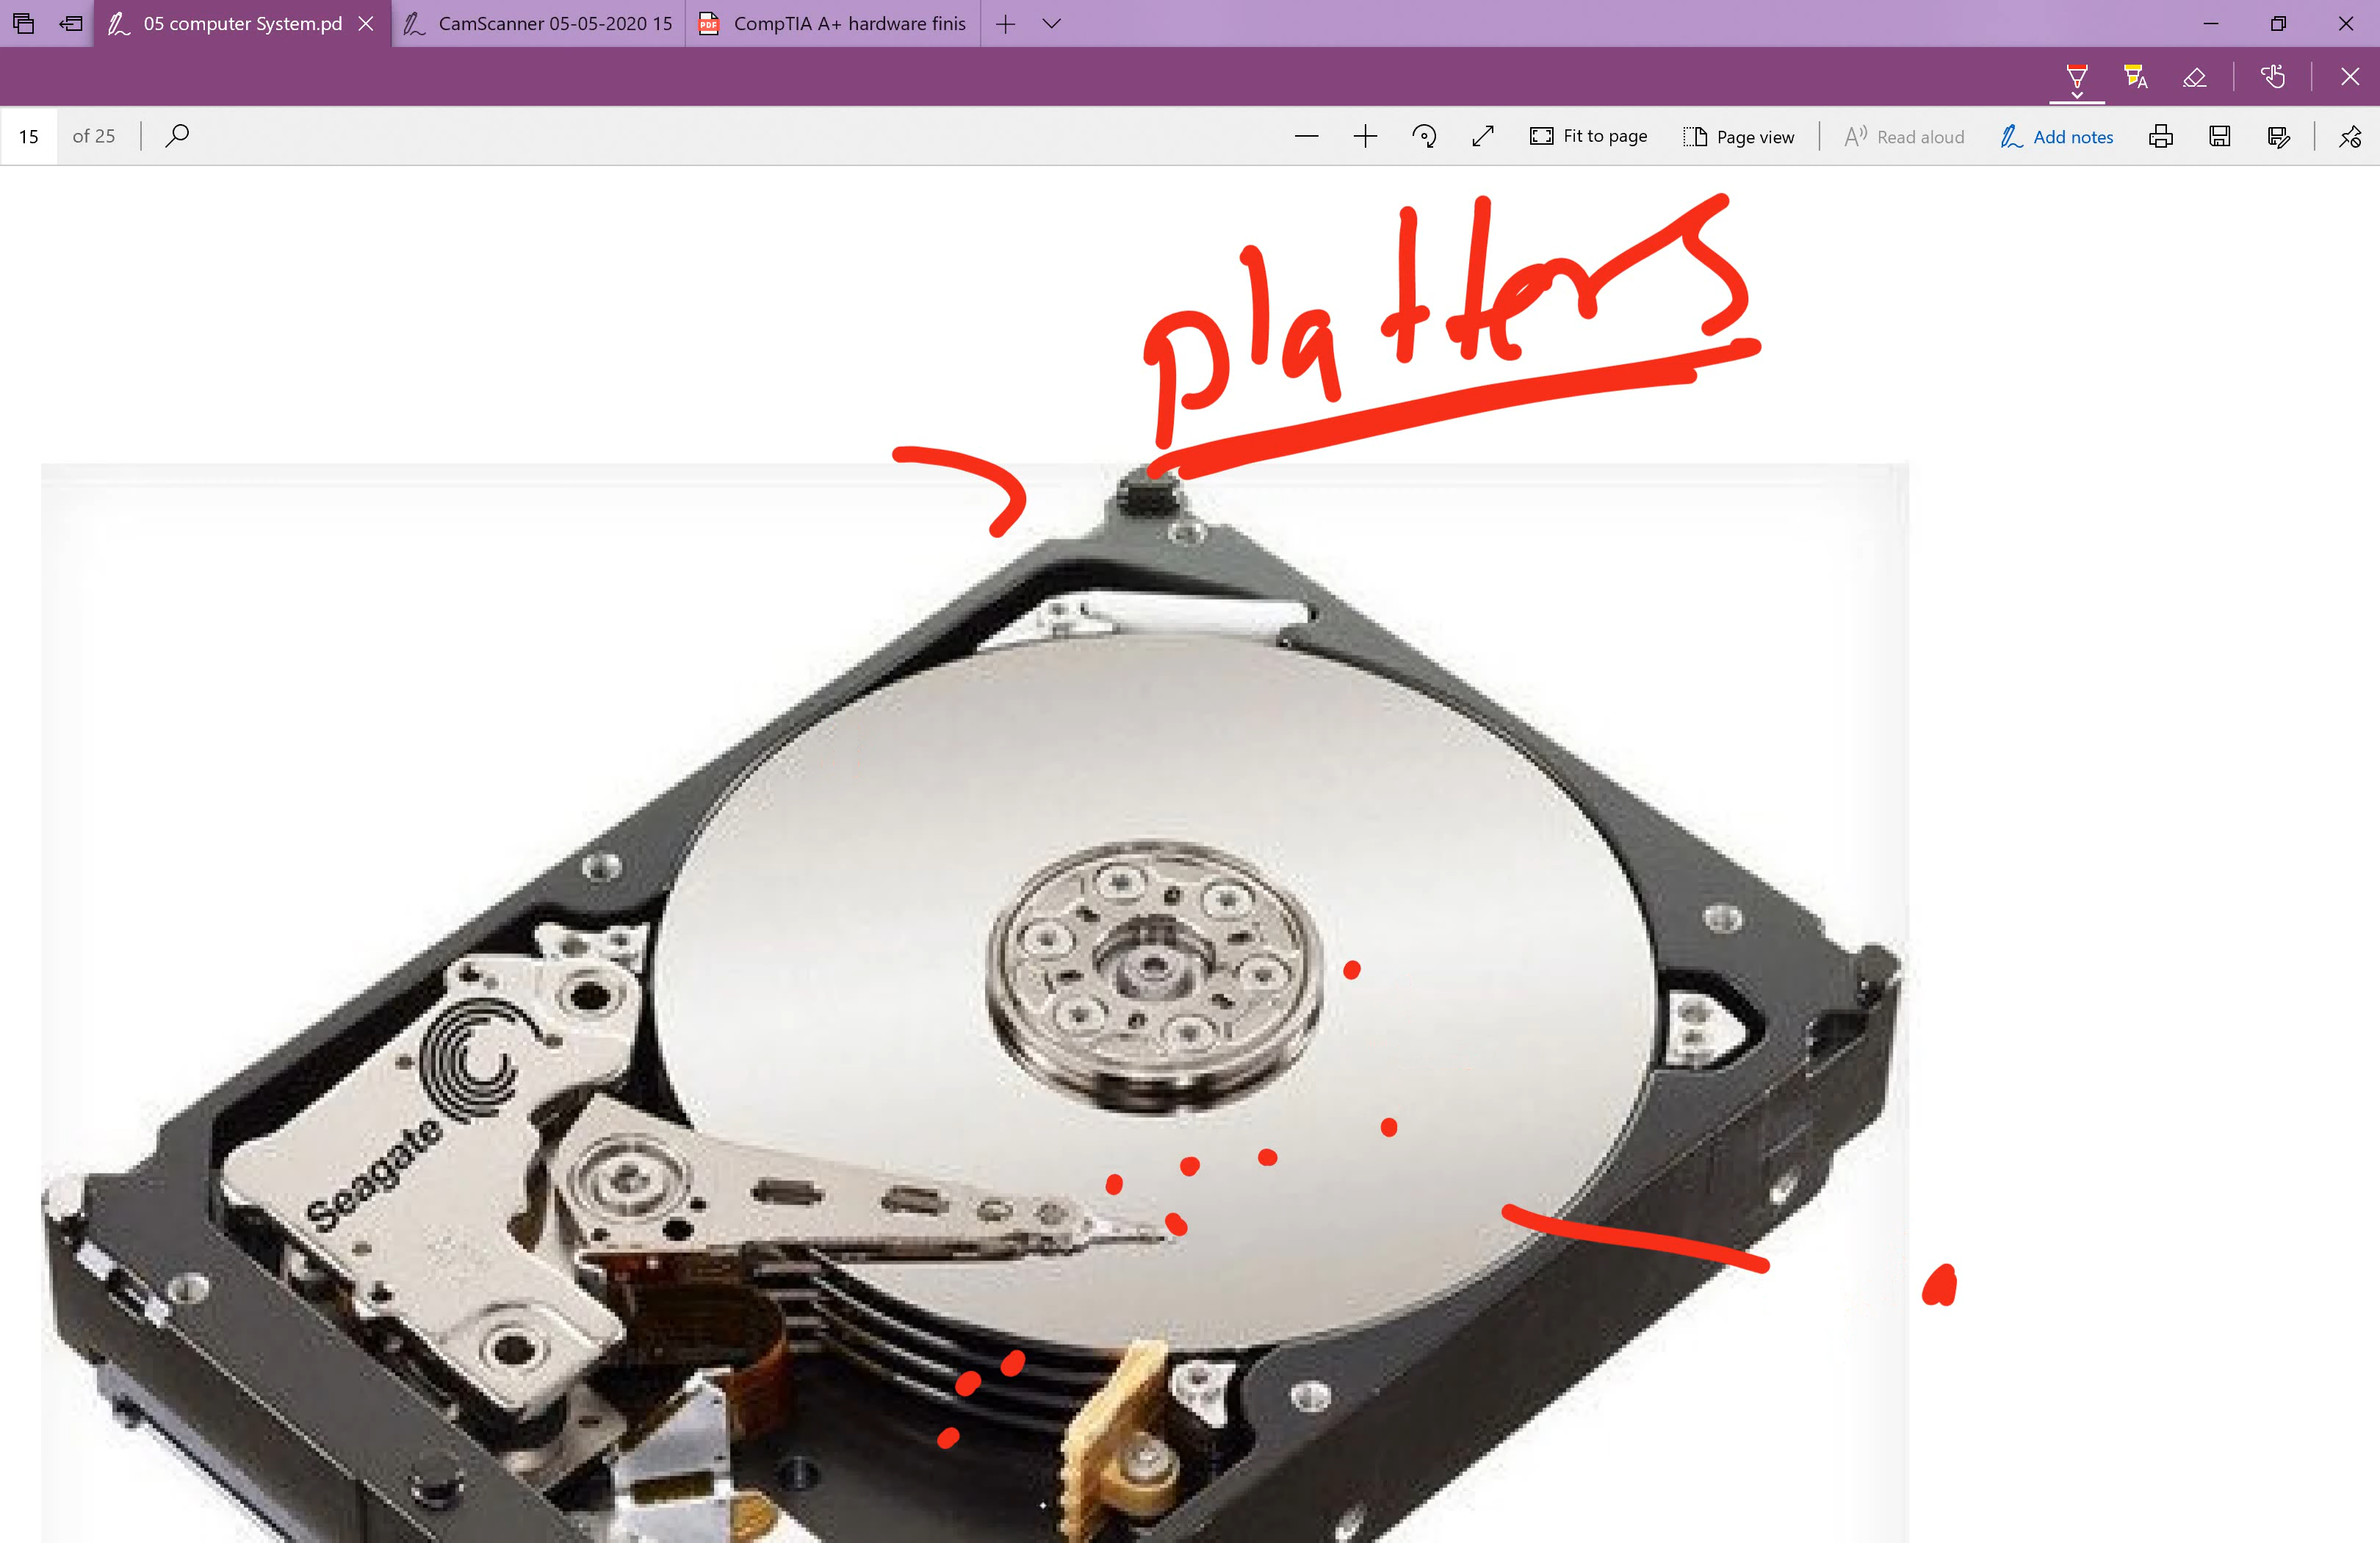 05 computer System.pd
CamScanner 05-05-2020 15
PDF
CompTIA A+ hardware finis
A
15
of 25
Fit to page
Page view
A
Read aloud
Add notes
platters
Seagate